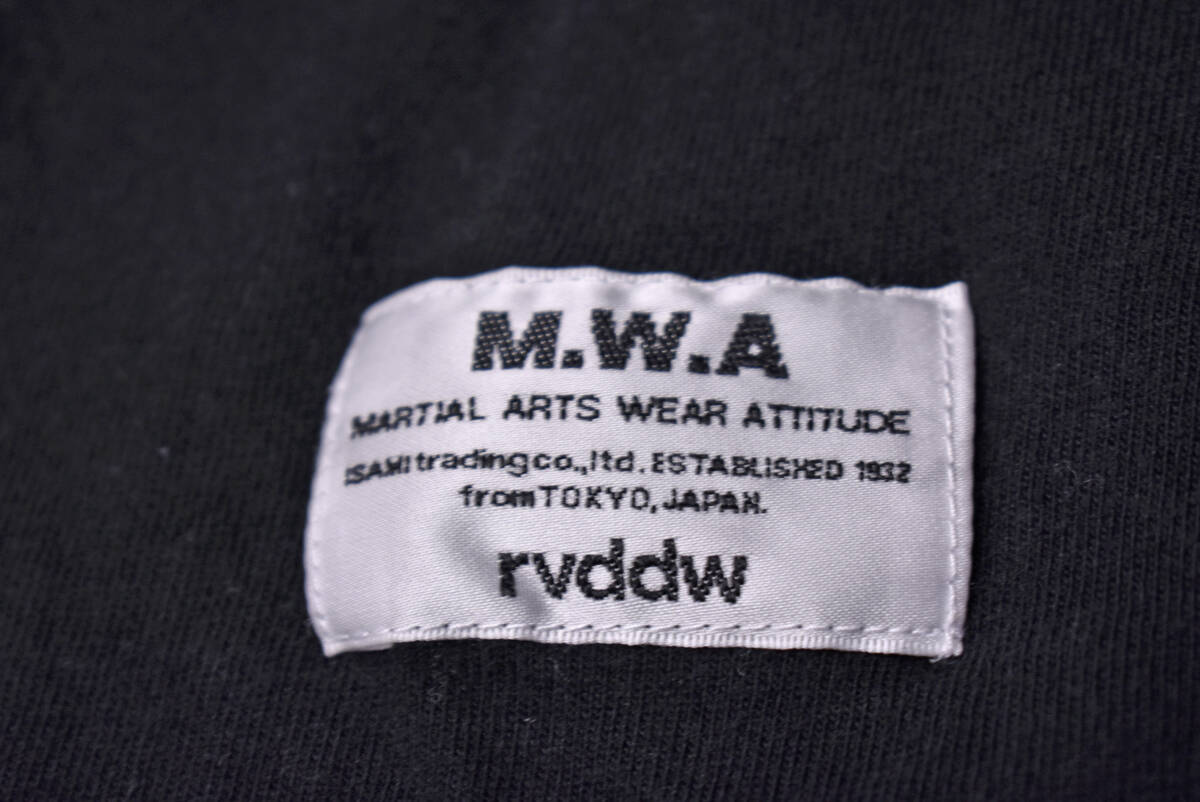 M.W.A
MARTIAL ARTS WEAR ATTITUDE
ISAMI trading co.,ltd. ESTABLISHED 1932
from TOKYO, JAPAN.
rvddw